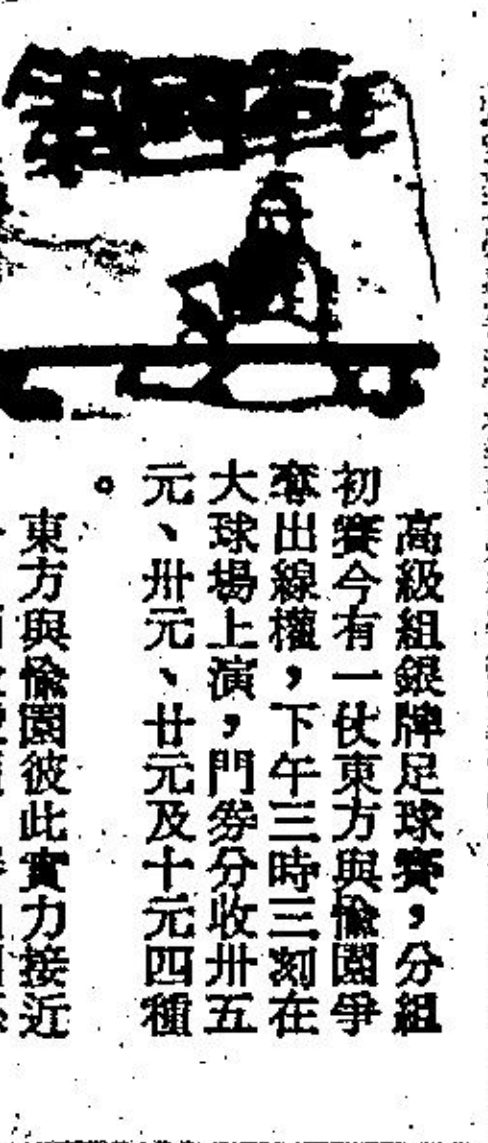 高級組銀牌足球賽，分組
初賽今有一仗東方與愉園爭
奪出線權，下午三時三刻在
大球場上演，門券分收卅五
元、卅元、廿元及十元四種
。
東方與愉園彼此實力接近